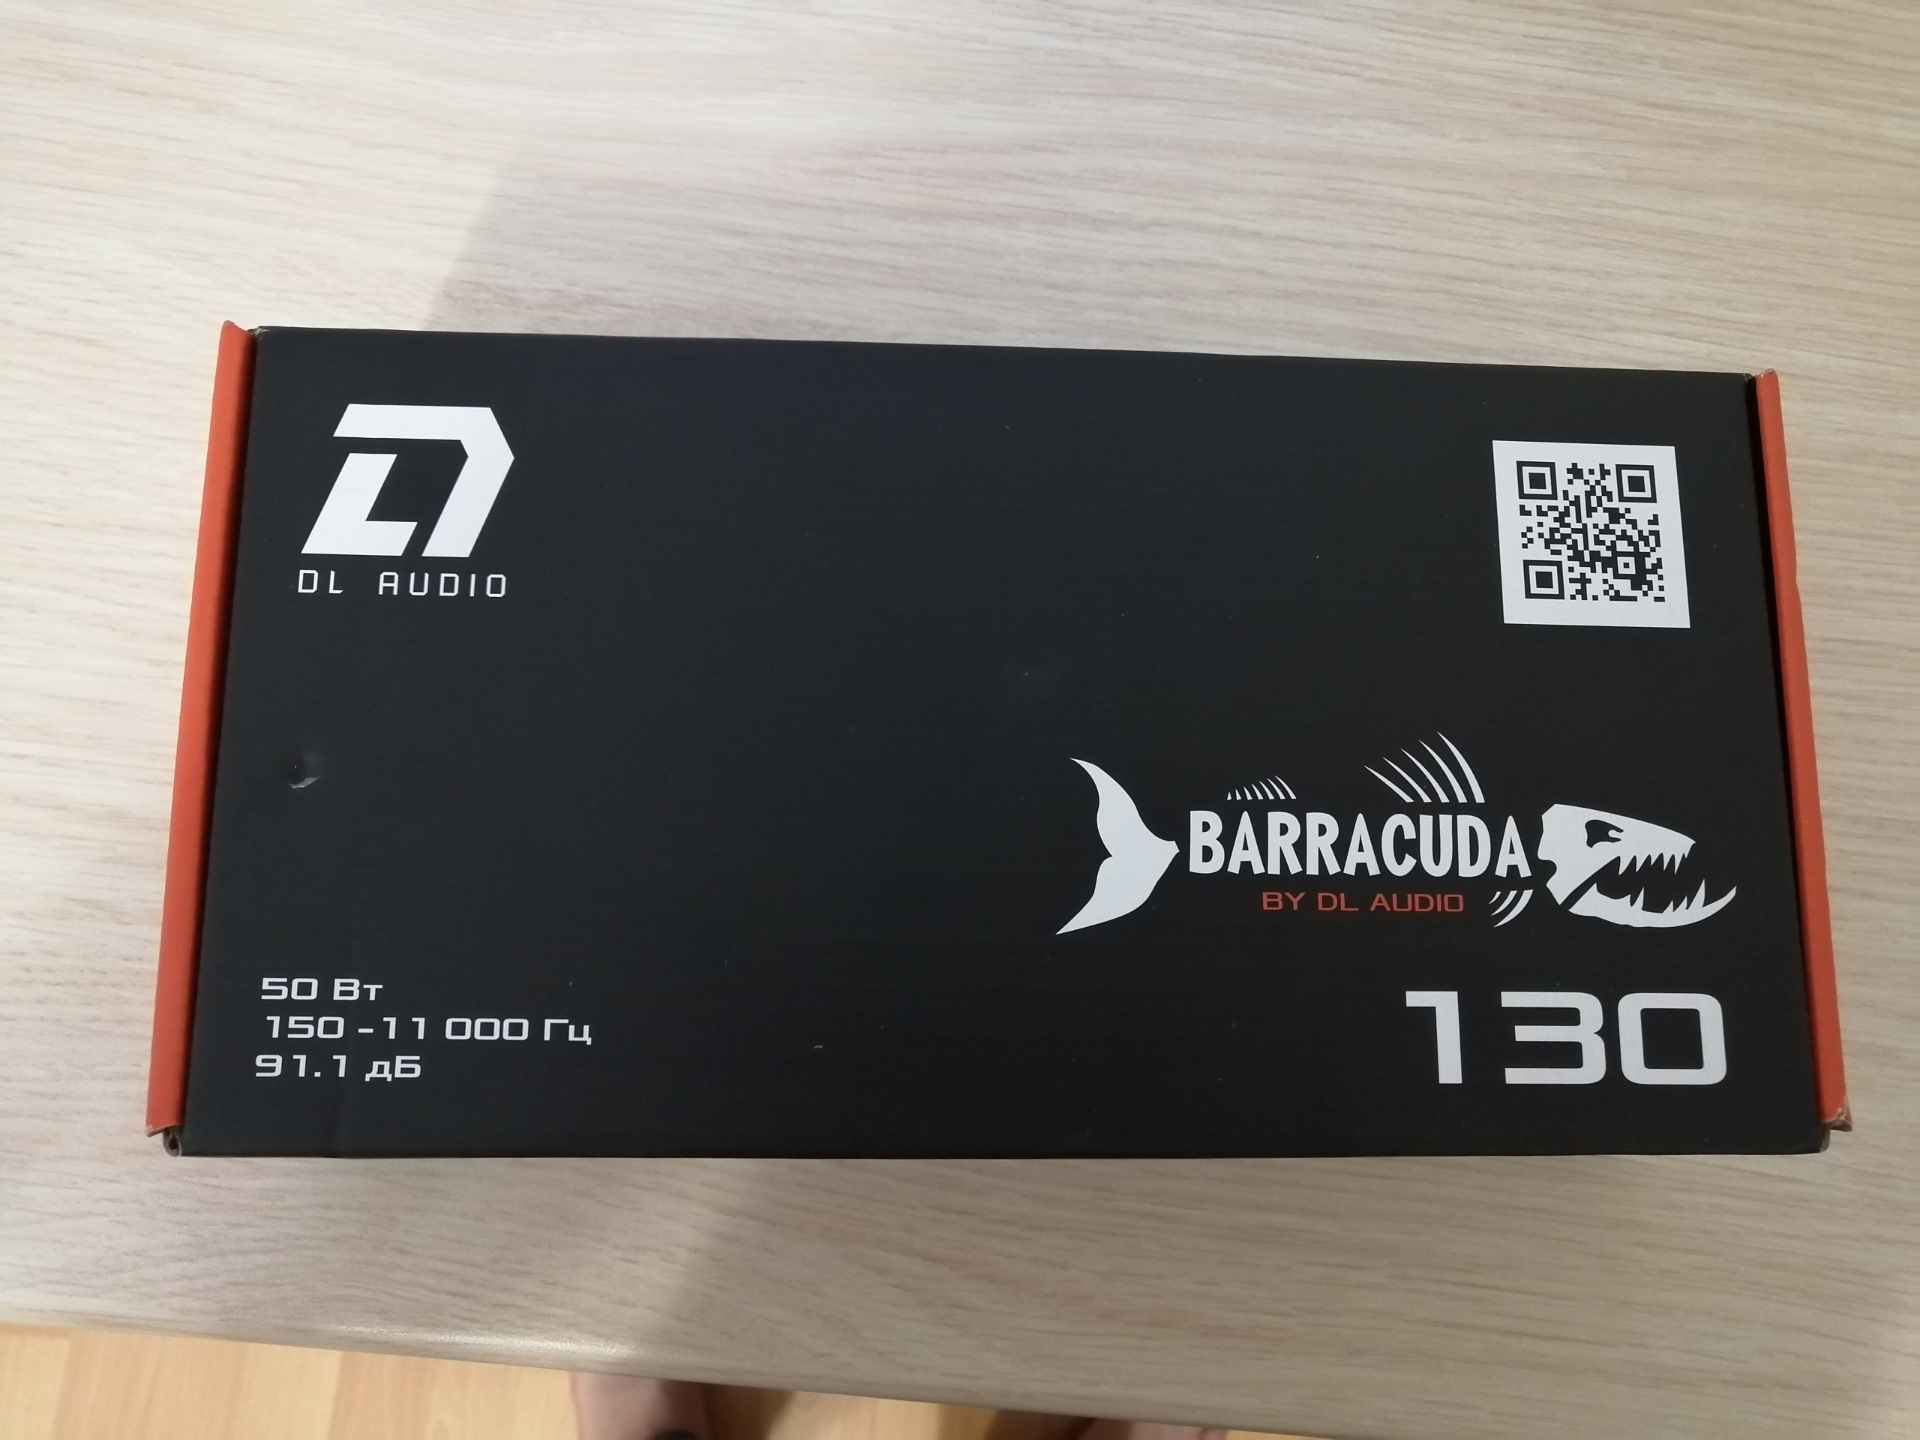 DL AUDIO
BARRACUDA
BY DL AUDIO
50 Вт
150 -11 000 Гц
91.1 дБ
130